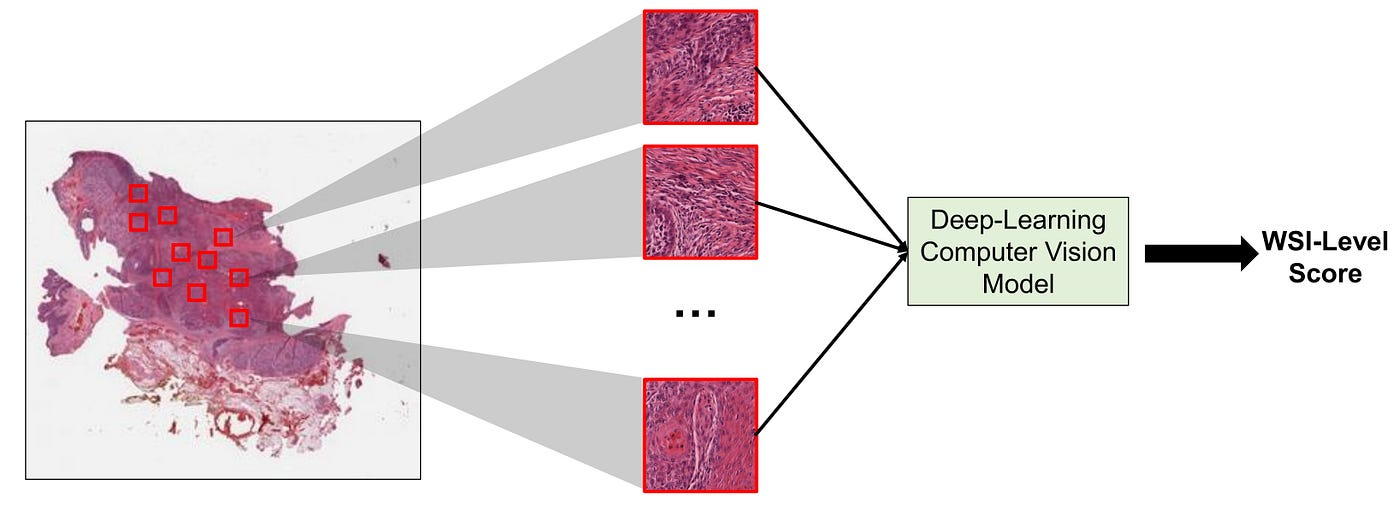 ...
Deep-Learning
Computer Vision
Model
WSI-Level
Score